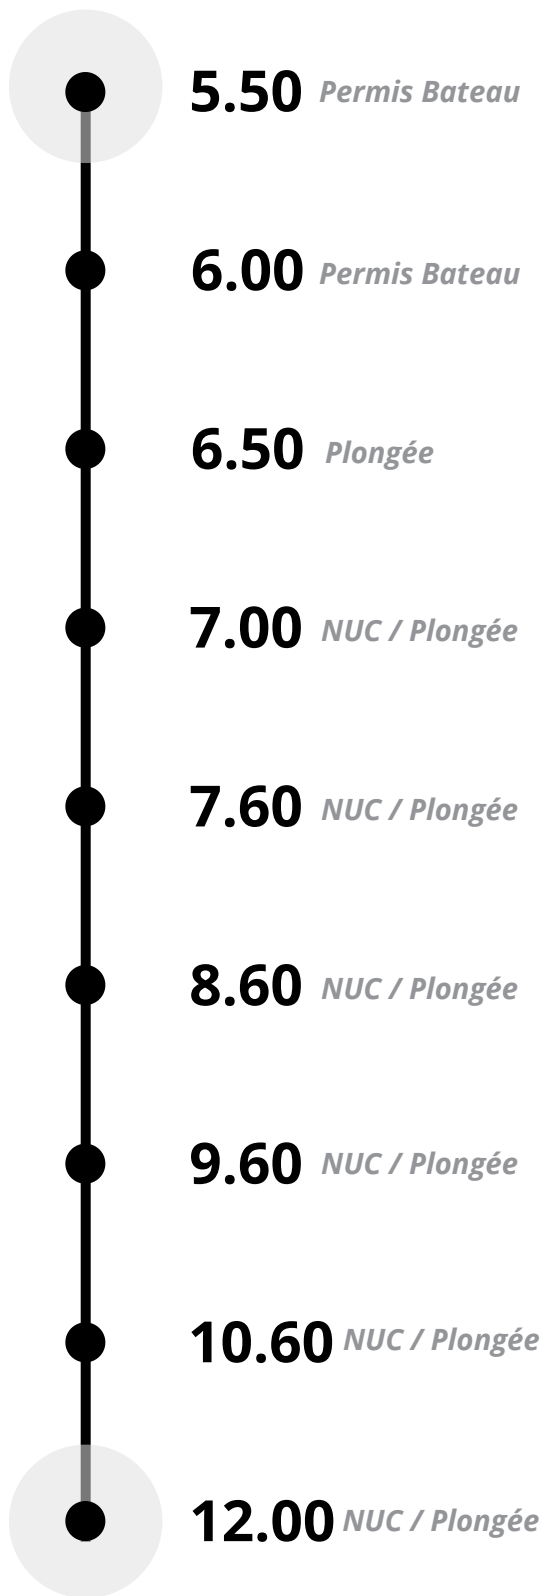 5.50 Permis Bateau
6.00 Permis Bateau
6.50 Plongée
7.00 NUC / Plongée
7.60 NUC / Plongée
8.60 NUC / Plongée
9.60 NUC / Plongée
10.60 NUC / Plongée
12.00 NUC / Plongée